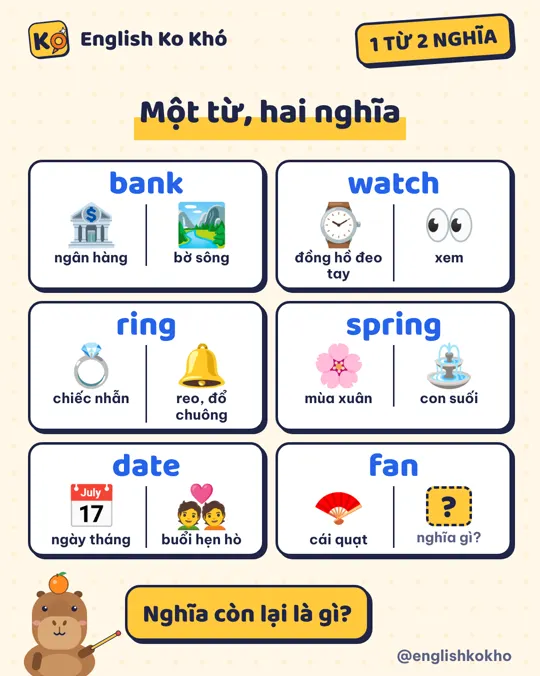 KO English Ko Khó
1 TỪ 2 NGHĨA
Một từ, hai nghĩa
bank
ngân hàng
bờ sông
watch
đồng hồ đeo
tay
xem
ring
chiếc nhẫn
reo, đổ
chuông
spring
mùa xuân
con suối
date
July
17
ngày tháng
buổi hẹn hò
fan
cái quạt
?
nghĩa gì?
Nghĩa còn lại là gì?
@englishkokho